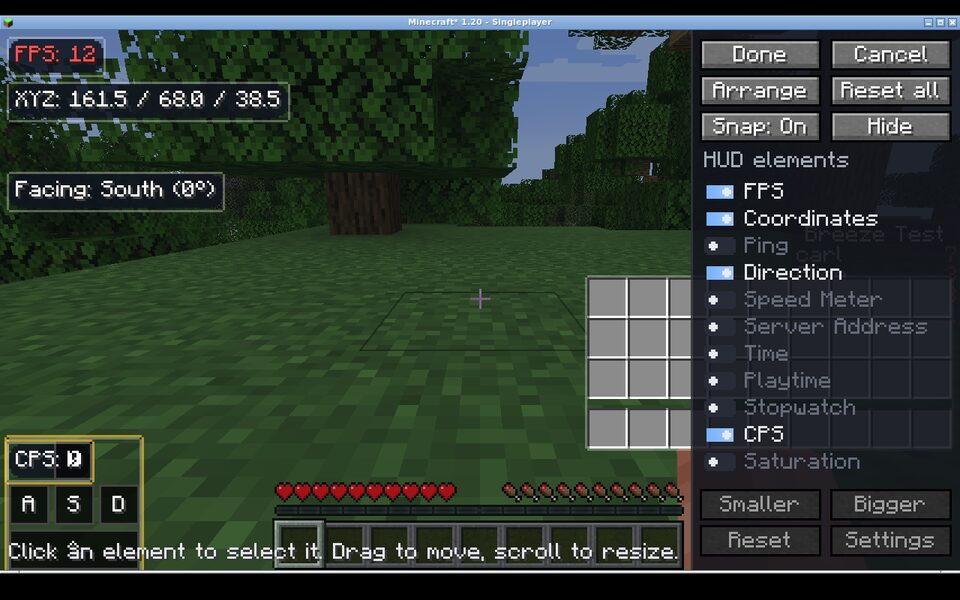 Minecraft* 1.20 - Singleplayer
FPS: 12
XYZ: 161.5 / 68.0 / 38.5
Facing: South (0°)
CPS: 0
A S D
Click an element to select it. Drag to move, scroll to resize.
Done Cancel
Arrange Reset all
Snap: On Hide
HUD elements
FPS
Coordinates
Ping
Breeze Test
carl
Direction
Speed Meter
Server Address
Time
Playtime
Stopwatch
CPS
Saturation
Smaller Bigger
Reset Settings